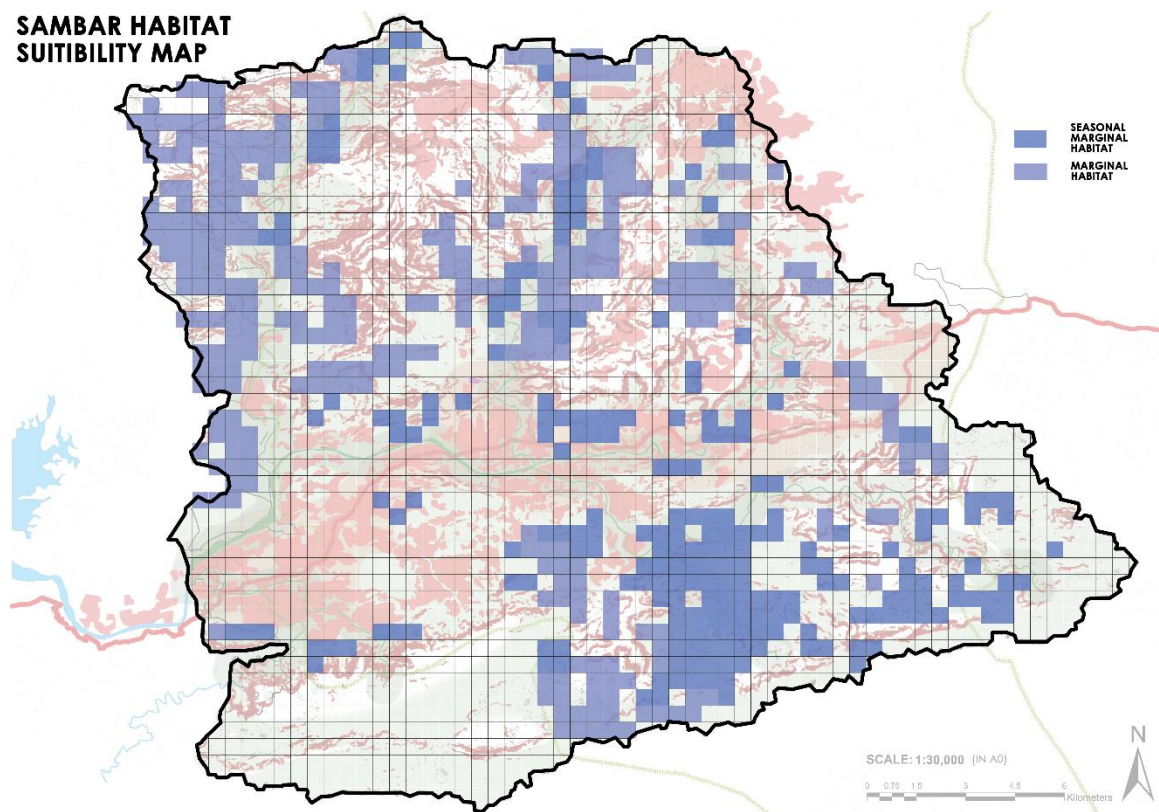 SAMBAR HABITAT
SUITIBILITY MAP
SEASONAL
MARGINAL
HABITAT
MARGINAL
HABITAT
N
SCALE: 1:30,000 (IN A0)
0 0.75 1.5 3 4.5 6
Kilometers